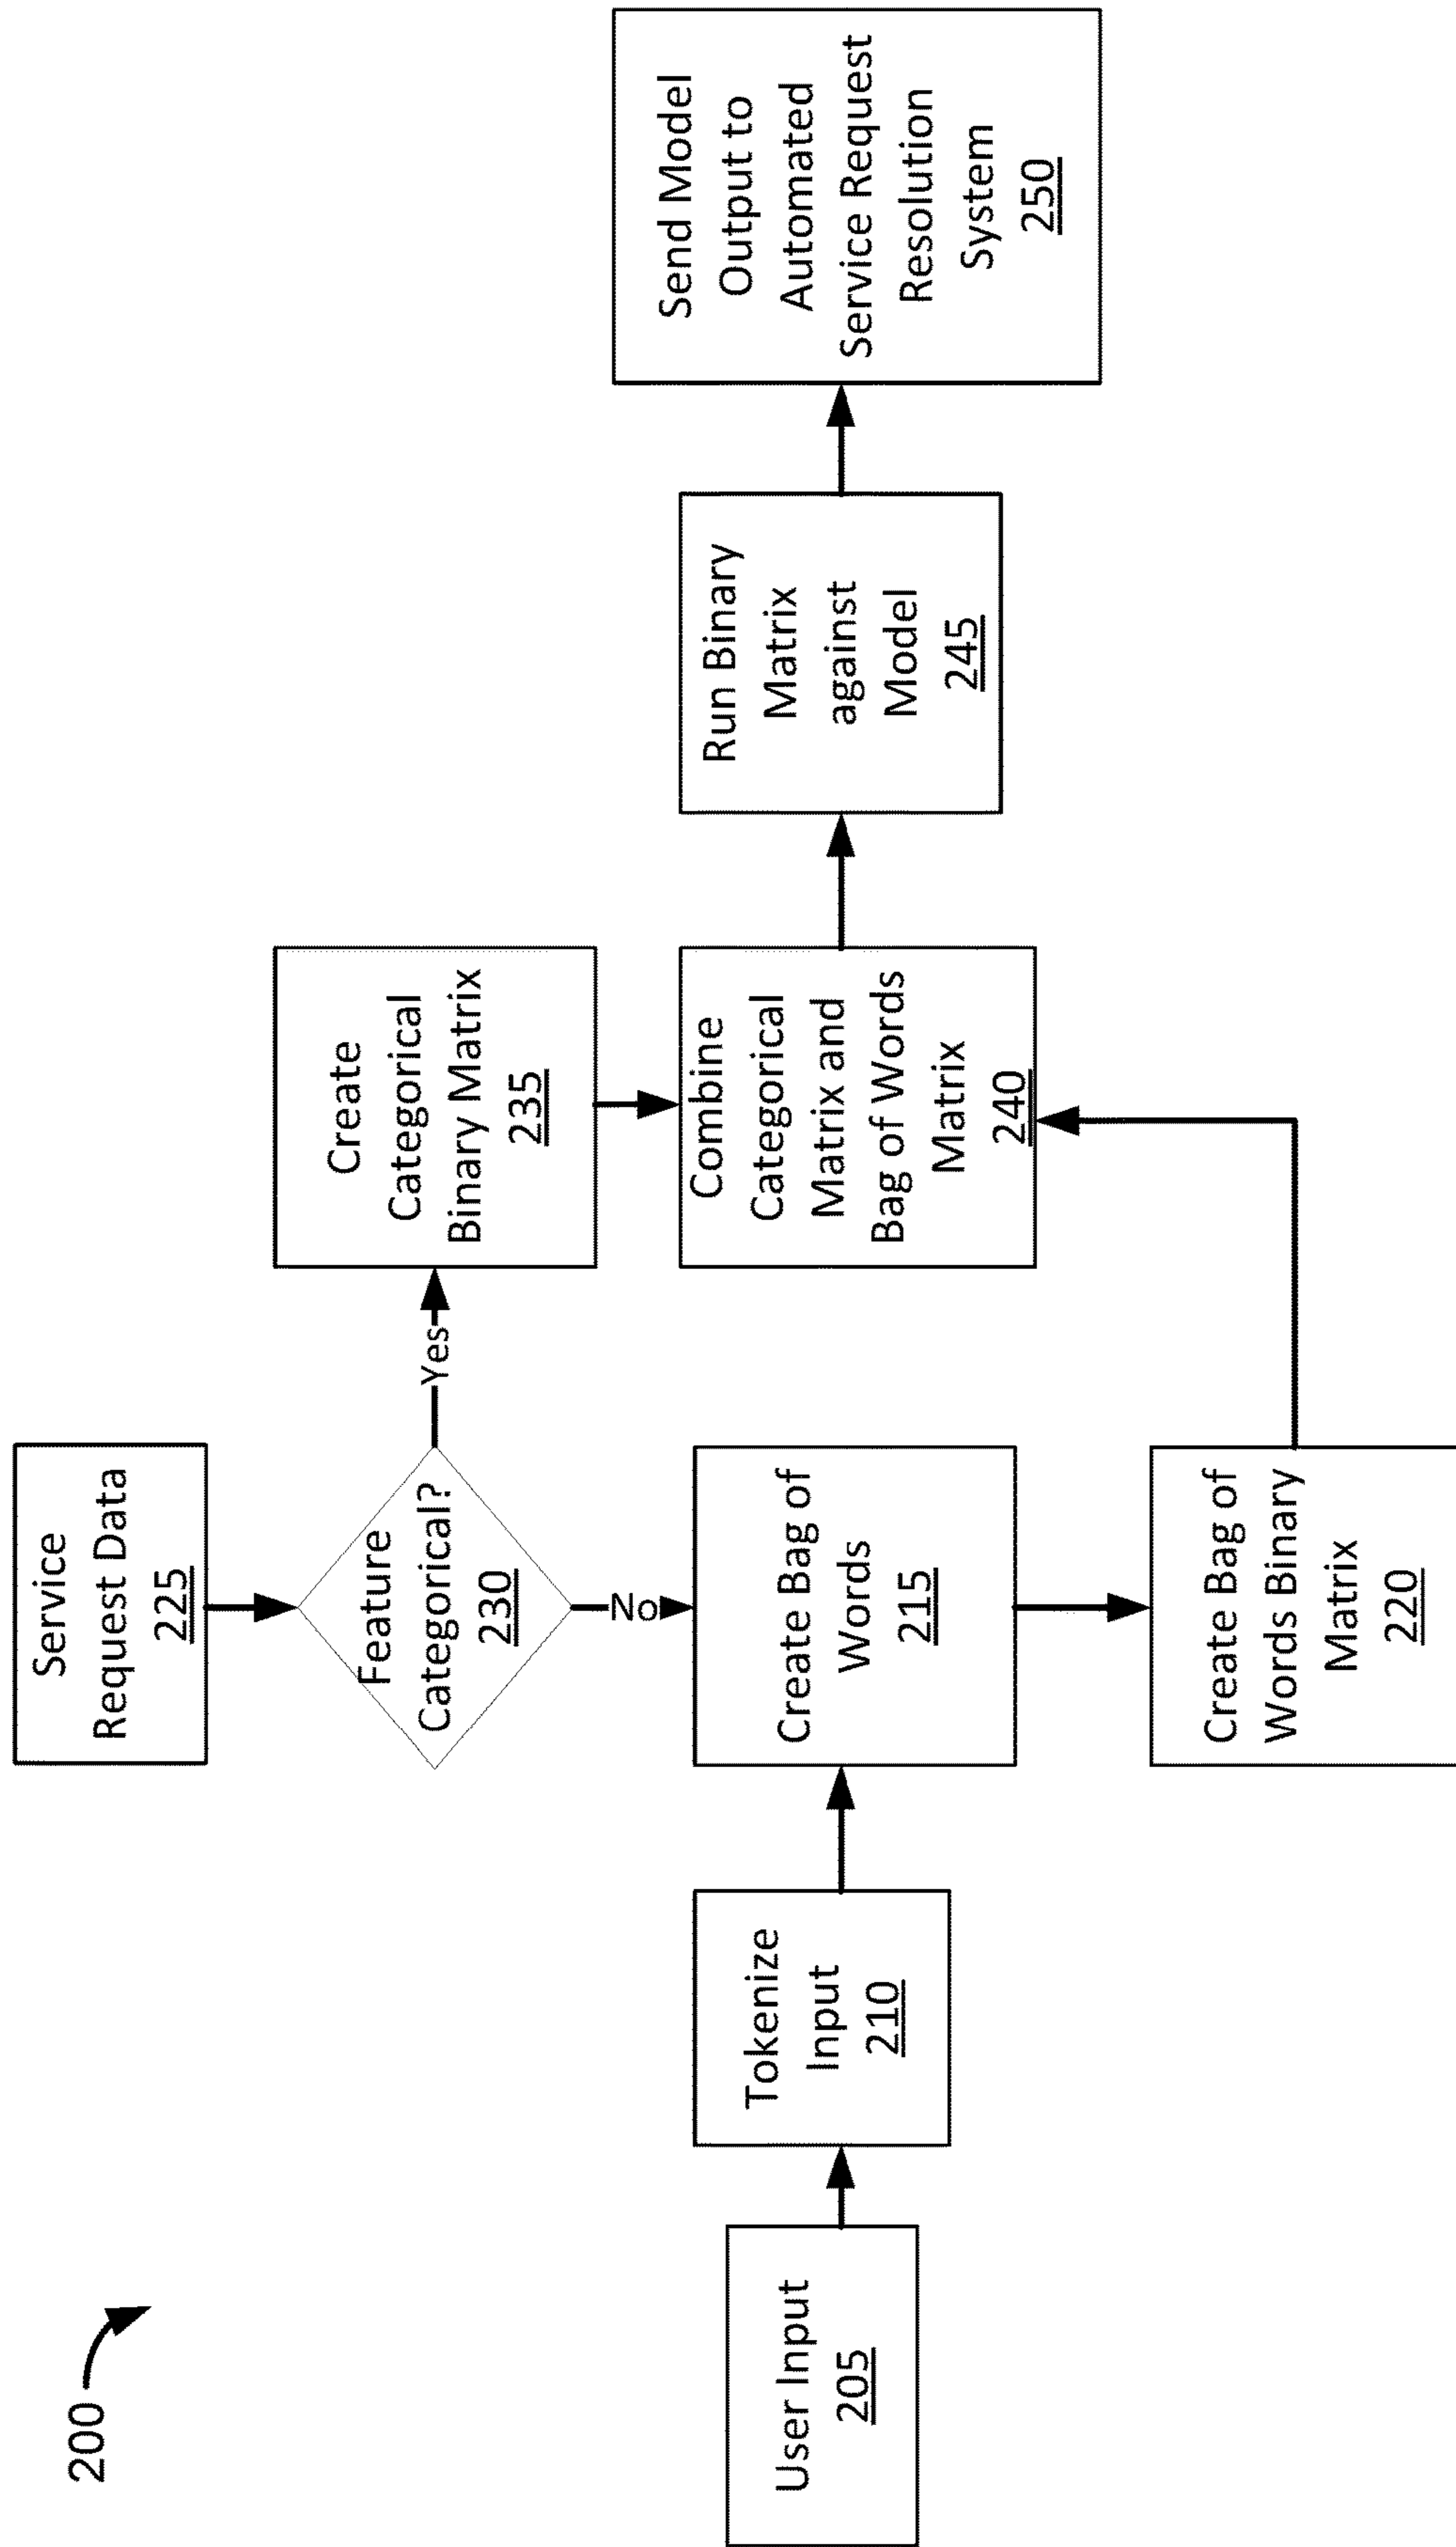 200
Service
Request Data
225
Feature
Categorical?
230
Yes
No
Create
Categorical
Binary Matrix
235
User Input
205
Tokenize
Input
210
Create Bag of
Words
215
Combine
Categorical
Matrix and
Bag of Words
Matrix
240
Run Binary
Matrix
against
Model
245
Send Model
Output to
Automated
Service Request
Resolution
System
250
Create Bag of
Words Binary
Matrix
220